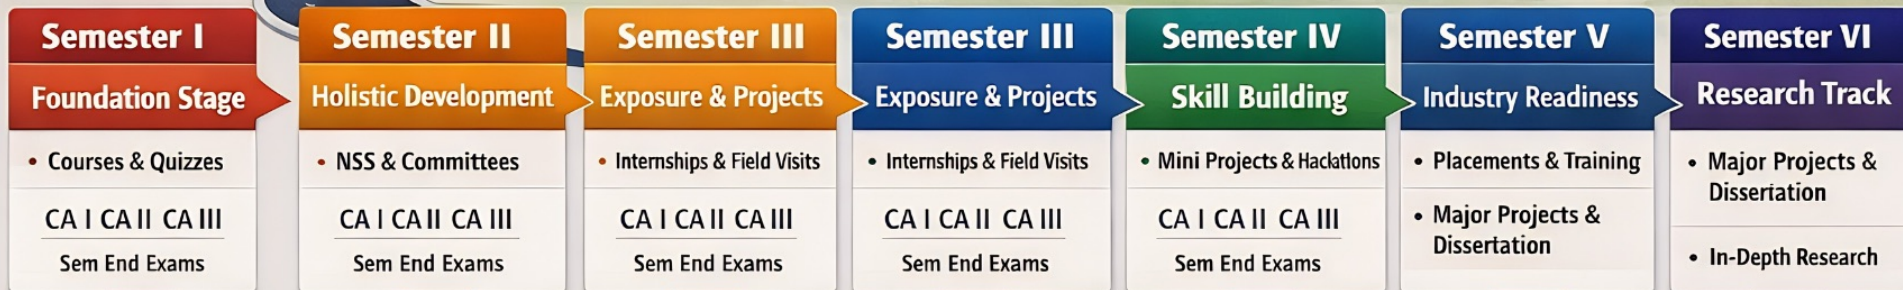 Semester I
Foundation Stage
• Courses & Quizzes
CA I CA II CA III
Sem End Exams
Semester II
Holistic Development
• NSS & Committees
CA I CA II CA III
Sem End Exams
Semester III
Exposure & Projects
• Internships & Field Visits
CA I CA II CA III
Sem End Exams
Semester III
Exposure & Projects
• Internships & Field Visits
CA I CA II CA III
Sem End Exams
Semester IV
Skill Building
• Mini Projects & Hackatlons
CA I CA II CA III
Sem End Exams
Semester V
Industry Readiness
• Placements & Training
• Major Projects &
Dissertation
Semester VI
Research Track
• Major Projects &
Dissertation
• In-Depth Research